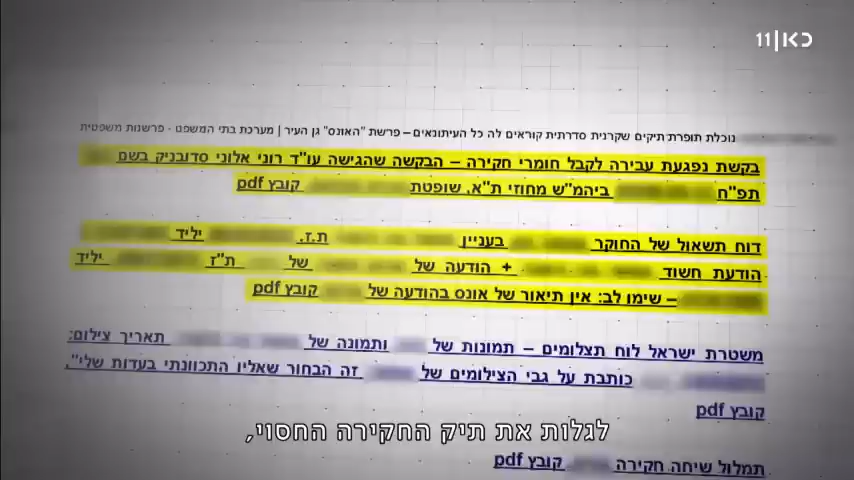 כאן|11
נוכלת תופרת תיקים שקרנית סדרתית קוראים לה כל העיתונאים – פרשת "האונס" גן העיר | מערכת בתי המשפט - פרשנות משפטית
בקשת נפגעת עבירה לקבל חומרי חקירה – הבקשה שהגישה עו"ד רוני אלוני סדובניק בשם
תפ"ח ביהמ"ש מחוזי ת"א, שופטת קובץ pdf
דוח תשאול של החוקר בעניין ת.ז. יליד
הודעת חשוד + הודעה של של ת"ז יליד
– שימו לב: אין תיאור של אונס בהודעה של קובץ pdf
משטרת ישראל לוח תצלומים – תמונות של ותמונה של תאריך צילום:
כותבת על גבי הצילומים של זה הבחור שאליו התכוונתי בעדות שלי".
קובץ pdf
לגלות את תיק החקירה החסוי,
תמלול שיחה חקירה קובץ pdf